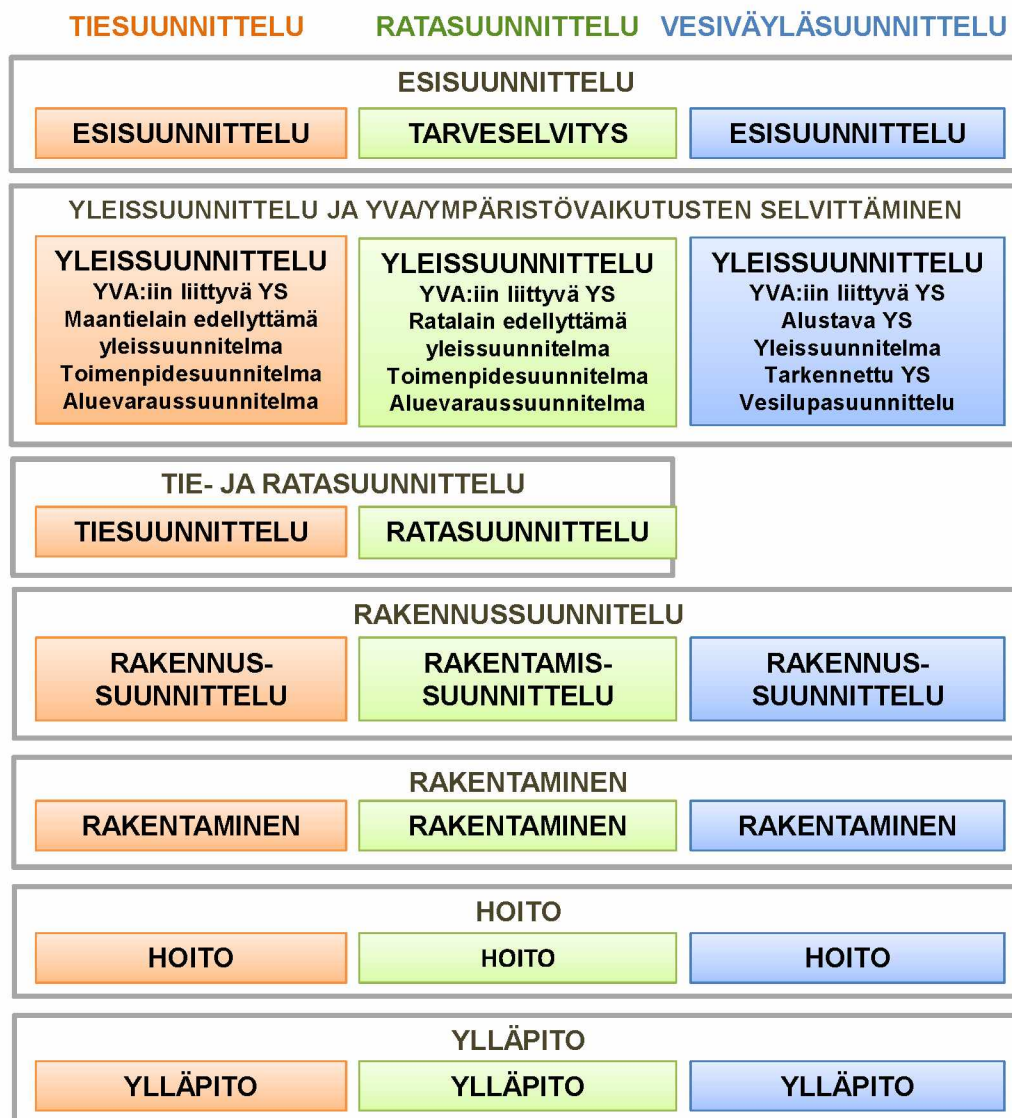 TIESUUNNITTELU RATASUUNNITTELU VESIVÄYLÄSUUNNITTELU
ESISUUNNITTELU
ESISUUNNITTELU TARVESELVITYS ESISUUNNITTELU
YLEISSUUNNITTELU JA YVA/YMPÄRISTÖVAIKUTUSTEN SELVITTÄMINEN
YLEISSUUNNITTELU
YVA:iin liittyvä YS
Maantielain edellyttämä
yleissuunnitelma
Toimenpidesuunnitelma
Aluevaraussuunnitelma
YLEISSUUNNITTELU
YVA:iin liittyvä YS
Ratalain edellyttämä
yleissuunnitelma
Toimenpidesuunnitelma
Aluevaraussuunnitelma
YLEISSUUNNITTELU
YVA:iin liittyvä YS
Alustava YS
Yleissuunnitelma
Tarkennettu YS
Vesilupasuunnittelu
TIE- JA RATASUUNNITTELU
TIESUUNNITTELU RATASUUNNITTELU
RAKENNUSSUUNNITELU
RAKENNUS-
SUUNNITTELU
RAKENTAMIS-
SUUNNITTELU
RAKENNUS-
SUUNNITTELU
RAKENTAMINEN
RAKENTAMINEN RAKENTAMINEN RAKENTAMINEN
HOITO
HOITO HOITO HOITO
YLLÄPITO
YLLÄPITO YLLÄPITO YLLÄPITO